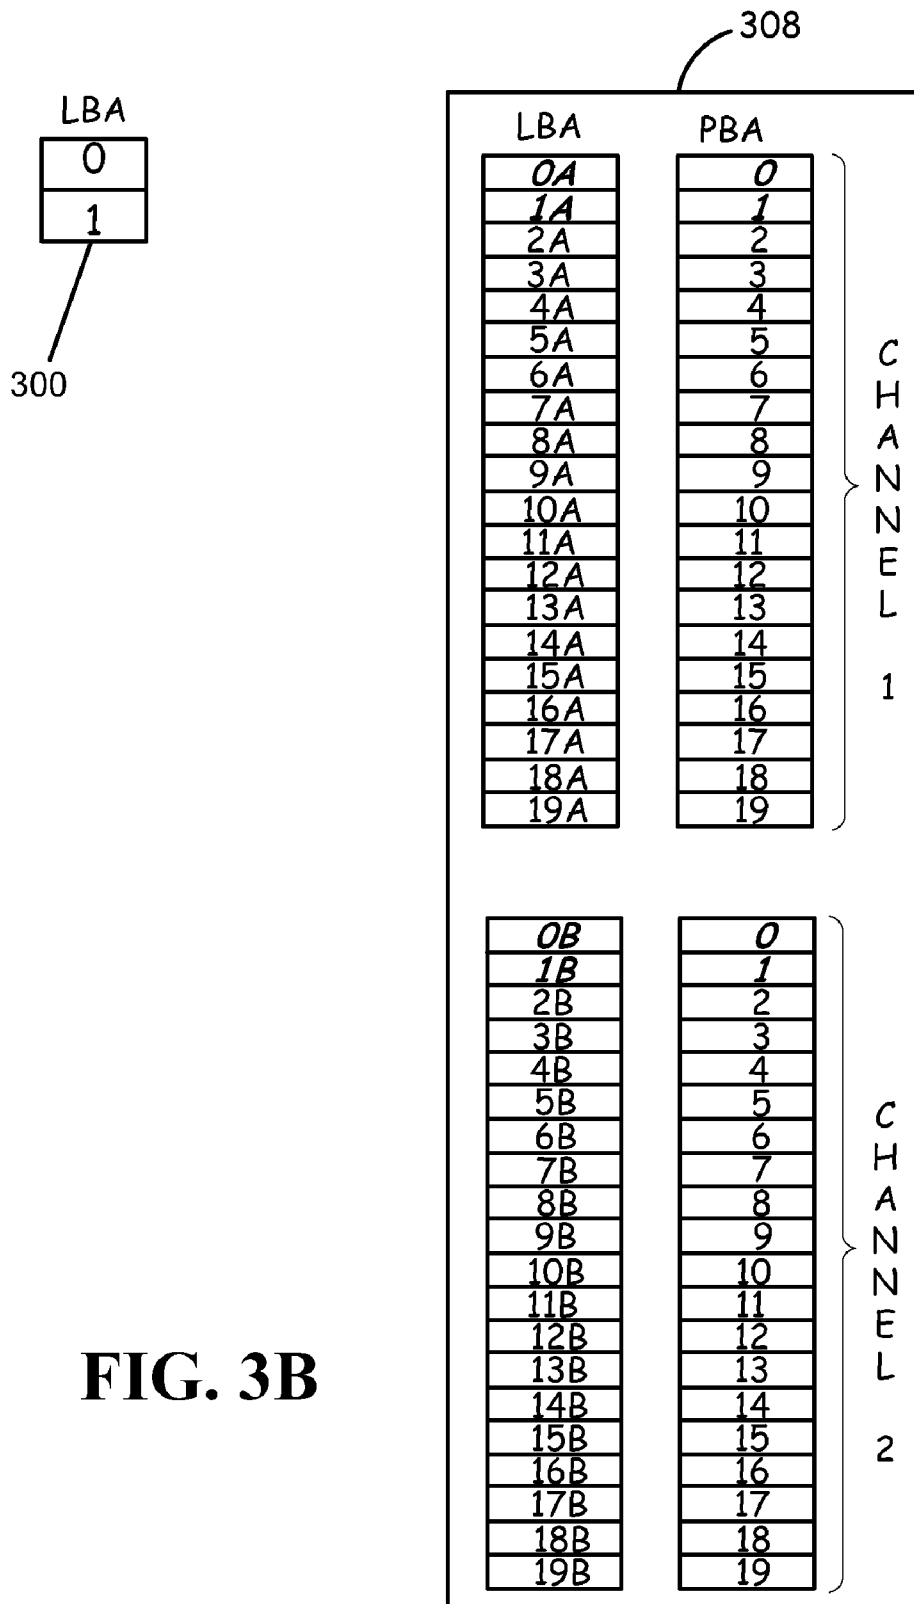 308
LBA
0
1
300
LBA PBA
0A 0
1A 1
2A 2
3A 3
4A 4
5A 5
6A 6
7A 7
8A 8
9A 9
10A 10
11A 11
12A 12
13A 13
14A 14
15A 15
16A 16
17A 17
18A 18
19A 19
CHANNEL 1
0B 0
1B 1
2B 2
3B 3
4B 4
5B 5
6B 6
7B 7
8B 8
9B 9
10B 10
11B 11
12B 12
13B 13
14B 14
15B 15
16B 16
17B 17
18B 18
19B 19
CHANNEL 2
FIG. 3B